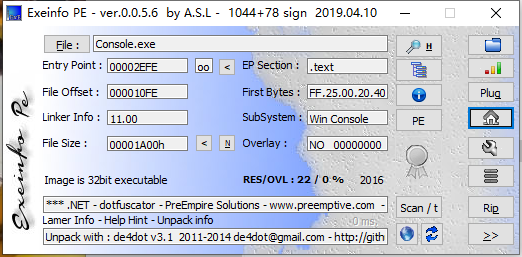 Exeinfo PE - ver.0.0.5.6 by A.S.L - 1044+78 sign 2019.04.10
File : Console.exe H
Entry Point : 00002EFE oo < EP Section : .text
File Offset : 000010FE First Bytes : FF.25.00.20.40 Plug
Linker Info : 11.00 SubSystem : Win Console PE
File Size : 00001A00h < N Overlay : NO 00000000
Image is 32bit executable RES/OVL : 22 / 0 % 2016
*** .NET - dotfuscator - PreEmpire Solutions - www.preemptive.com - Scan / t Rip
Lamer Info - Help Hint - Unpack info 0 ms.
Unpack with : de4dot v3.1 2011-2014 de4dot@gmail.com - http://gith >>
Exeinfo Pe